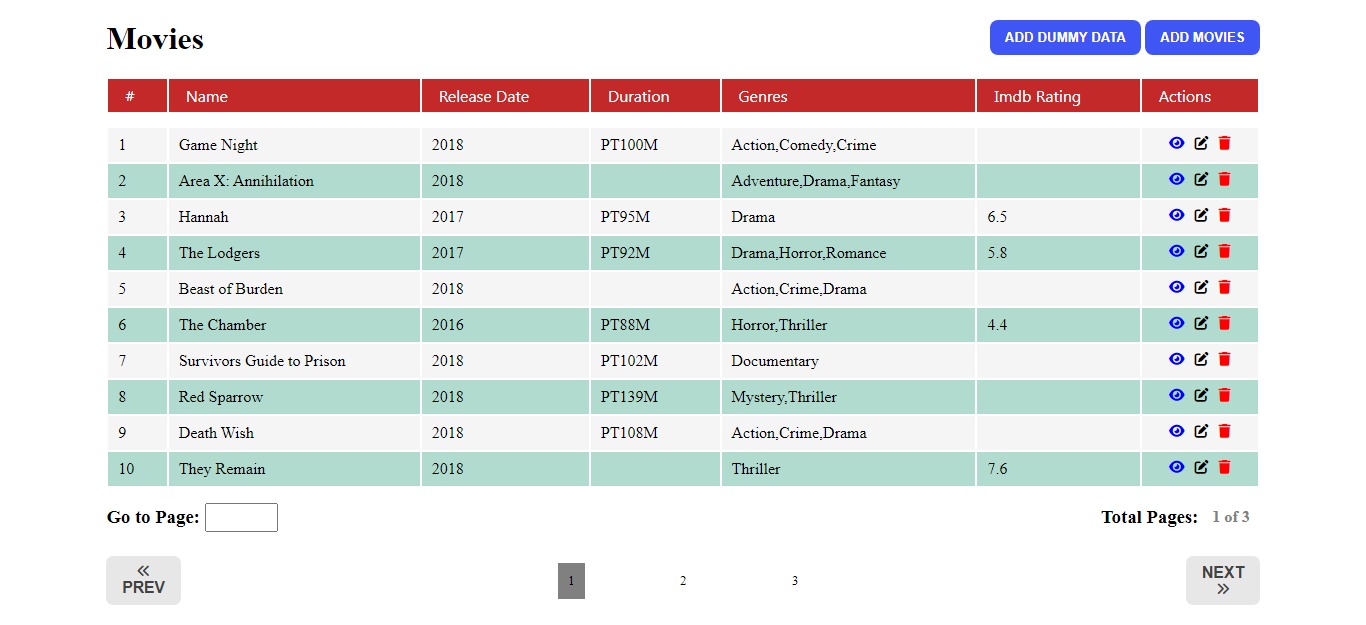 Movies ADD DUMMY DATA ADD MOVIES
# Name Release Date Duration Genres Imdb Rating Actions
1 Game Night 2018 PT100M Action,Comedy,Crime
2 Area X: Annihilation 2018 Adventure,Drama,Fantasy
3 Hannah 2017 PT95M Drama 6.5
4 The Lodgers 2017 PT92M Drama,Horror,Romance 5.8
5 Beast of Burden 2018 Action,Crime,Drama
6 The Chamber 2016 PT88M Horror,Thriller 4.4
7 Survivors Guide to Prison 2018 PT102M Documentary
8 Red Sparrow 2018 PT139M Mystery,Thriller
9 Death Wish 2018 PT108M Action,Crime,Drama
10 They Remain 2018 Thriller 7.6
Go to Page: Total Pages: 1 of 3
« PREV 1 2 3 NEXT »